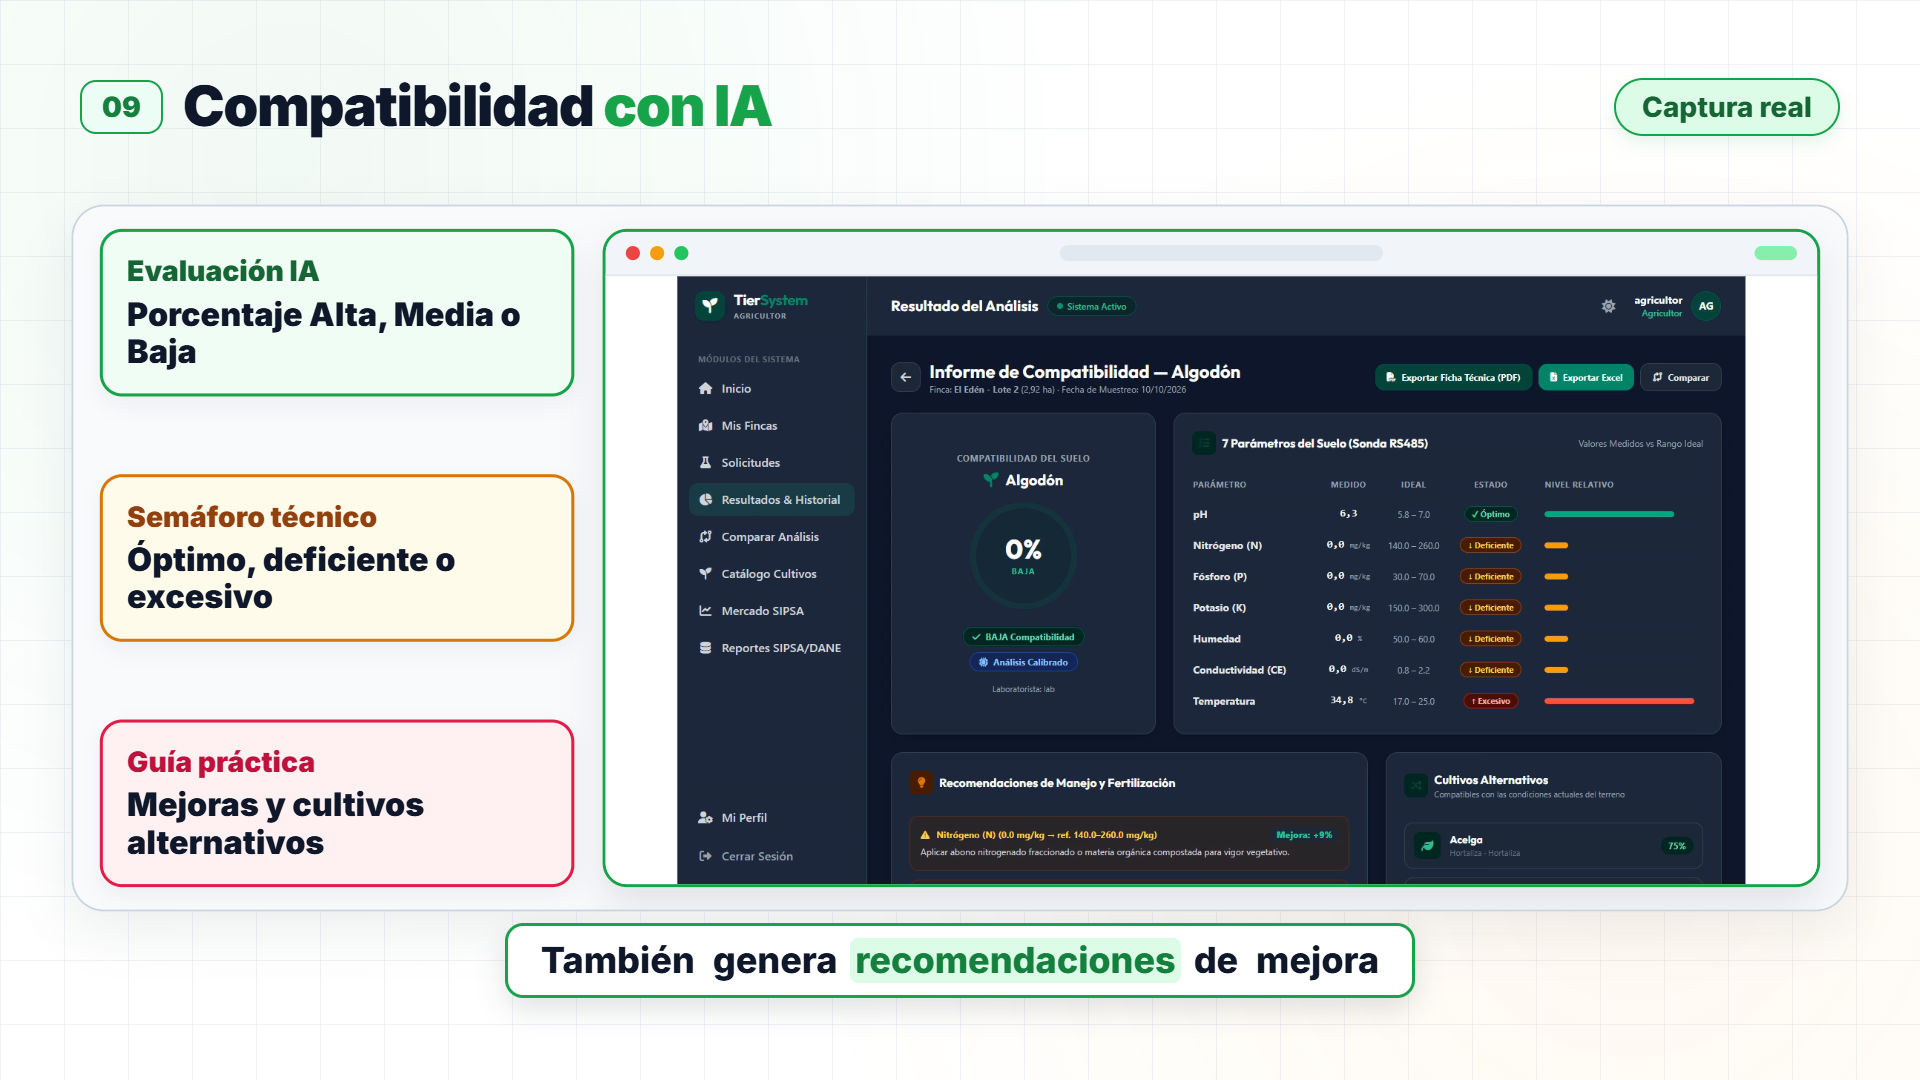 09
Compatibilidad con IA
Captura real
Evaluación IA
Porcentaje Alta, Media o
Baja
Semáforo técnico
Óptimo, deficiente o
excesivo
Guía práctica
Mejoras y cultivos
alternativos
TierSystem
AGRICULTOR
MÓDULOS DEL SISTEMA
Inicio
Mis Fincas
Solicitudes
Resultados & Historial
Comparar Análisis
Catálogo Cultivos
Mercado SIPSA
Reportes SIPSA/DANE
Mi Perfil
Cerrar Sesión
Resultado del Análisis
Sistema Activo
agricultor
Agricultor
AG
Informe de Compatibilidad — Algodón
Finca: El Edén - Lote 2 (2,92 ha) · Fecha de Muestreo: 10/10/2026
Exportar Ficha Técnica (PDF)
Exportar Excel
Comparar
COMPATIBILIDAD DEL SUELO
Algodón
0%
BAJA
BAJA Compatibilidad
Análisis Calibrado
Laboratorista: lab
7 Parámetros del Suelo (Sonda RS485)
Valores Medidos vs Rango Ideal
PARÁMETRO MEDIDO IDEAL ESTADO NIVEL RELATIVO
pH 6,3 5.8 – 7.0 ✓ Óptimo
Nitrógeno (N) 0,0 mg/kg 140.0 – 260.0 ↓ Deficiente
Fósforo (P) 0,0 mg/kg 30.0 – 70.0 ↓ Deficiente
Potasio (K) 0,0 mg/kg 150.0 – 300.0 ↓ Deficiente
Humedad 0,0 % 50.0 – 60.0 ↓ Deficiente
Conductividad (CE) 0,0 dS/m 0.8 – 2.2 ↓ Deficiente
Temperatura 34,8 °C 17.0 – 25.0 ↑ Excesivo
Recomendaciones de Manejo y Fertilización
Nitrógeno (N) (0.0 mg/kg → ref. 140.0–260.0 mg/kg)
Mejora: +9%
Aplicar abono nitrogenado fraccionado o materia orgánica compostada para vigor vegetativo.
Cultivos Alternativos
Compatibles con las condiciones actuales del terreno
Acelga
Hortaliza - Hortaliza
75%
También genera recomendaciones de mejora